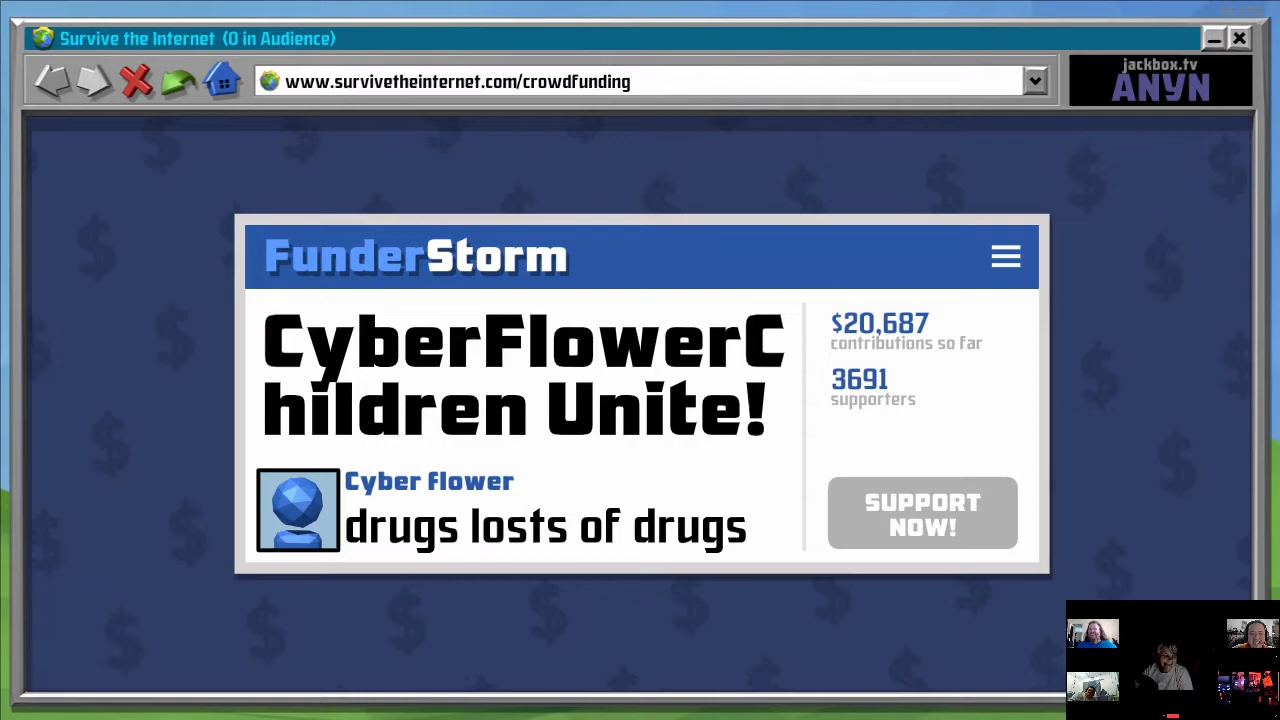 Survive the Internet (0 in Audience)
www.survivetheinternet.com/crowdfunding
jackbox.tv
ANYN
FunderStorm
CyberFlowerC
hildren Unite!
$20,687
contributions so far
3691
supporters
Cyber Flower
drugs losts of drugs
SUPPORT
NOW!